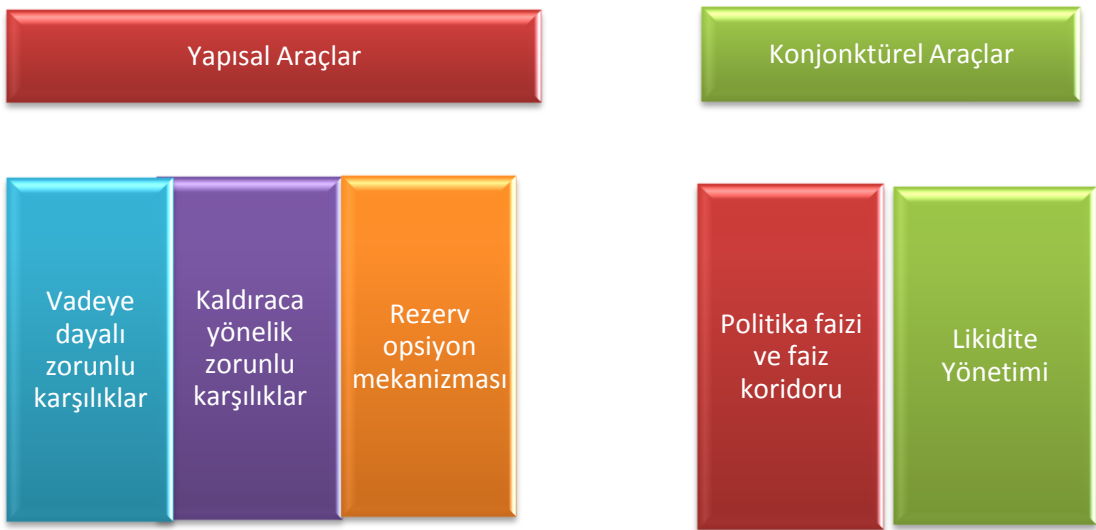 Yapısal Araçlar
Konjonktürel Araçlar
Vadeye
dayalı
zorunlu
karşılıklar
Kaldıraca
yönelik
zorunlu
karşılıklar
Rezerv
opsiyon
mekanizması
Politika faizi
ve faiz
koridoru
Likidite
Yönetimi